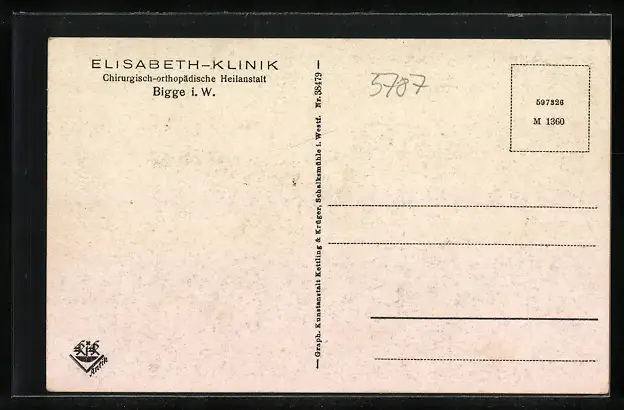 ELISABETH-KLINIK
Chirurgisch-orthopädische Heilanstalt
Bigge i. W.
— Graph. Kunstanstalt Kettling & Krüger, Schalksmühle i. Westf. Nr. 38479 —
5787
597326
M 1360